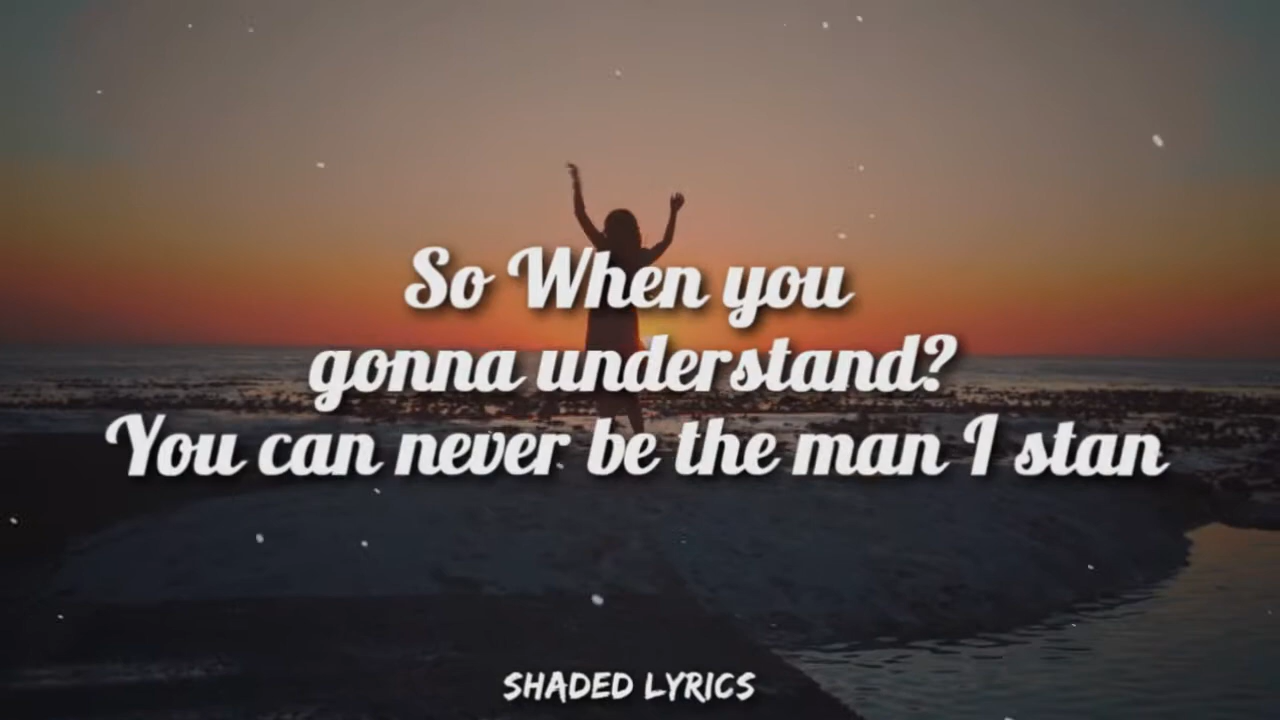 So When you
gonna understand?
You can never be the man I stan
SHADED LYRICS